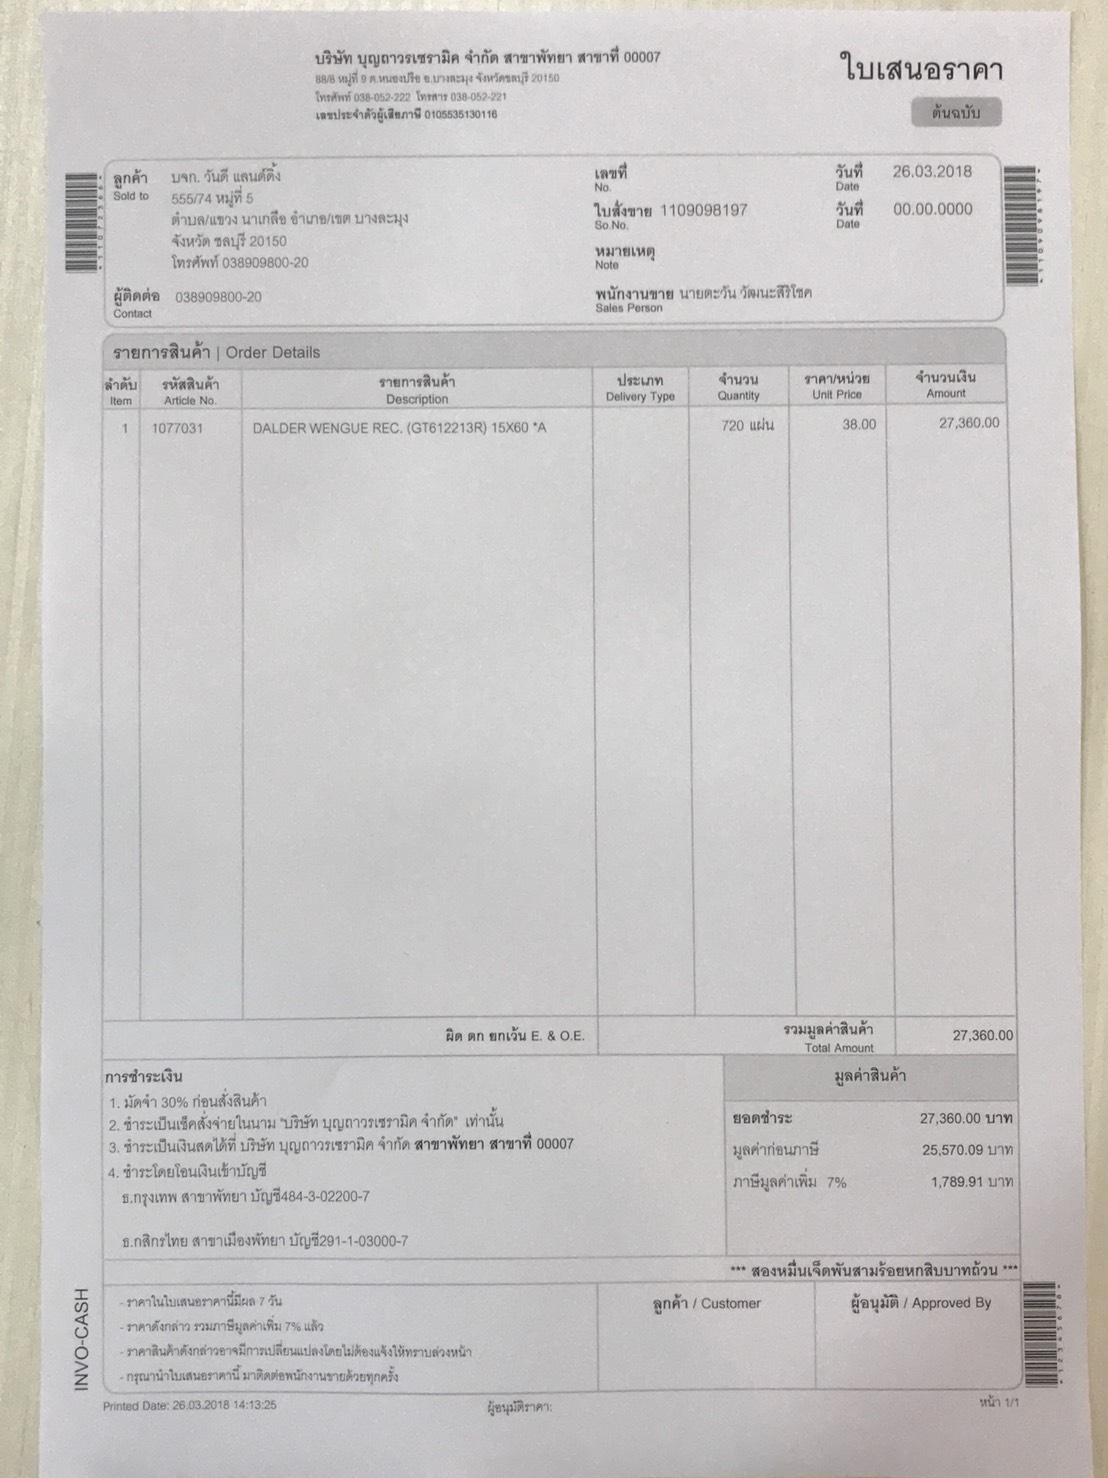 บริษัท บุญถาวรเซรามิค จำกัด สาขาพัทยา สาขาที่ 00007
88/8 หมู่ที่ 9 ต.หนองปรือ อ.บางละมุง จังหวัดชลบุรี 20150
โทรศัพท์ 038-052-222 โทรสาร 038-052-221
เลขประจำตัวผู้เสียภาษี 0105535130116
ใบเสนอราคา
ต้นฉบับ
ลูกค้า บจก. วันดี แลนด์ดิ้ง
Sold to 555/74 หมู่ที่ 5
ตำบล/แขวง นาเกลือ อำเภอ/เขต บางละมุง
จังหวัด ชลบุรี 20150
โทรศัพท์ 038909800-20
ผู้ติดต่อ 038909800-20
Contact
เลขที่
No.
วันที่ 26.03.2018
Date
ใบสั่งขาย 1109098197
So.No.
วันที่ 00.00.0000
Date
หมายเหตุ
Note
พนักงานขาย นายตะวัน วัฒนะสิริโชค
Sales Person
รายการสินค้า | Order Details
ลำดับ รหัสสินค้า รายการสินค้า ประเภท จำนวน ราคา/หน่วย จำนวนเงิน
Item Article No. Description Delivery Type Quantity Unit Price Amount
1 1077031 DALDER WENGUE REC. (GT612213R) 15X60 *A 720 แผ่น 38.00 27,360.00
ผิด ตก ยกเว้น E. & O.E. รวมมูลค่าสินค้า 27,360.00
Total Amount
การชำระเงิน
1. มัดจำ 30% ก่อนสั่งสินค้า
2. ชำระเป็นเช็คสั่งจ่ายในนาม "บริษัท บุญถาวรเซรามิค จำกัด" เท่านั้น
3. ชำระเป็นเงินสดได้ที่ บริษัท บุญถาวรเซรามิค จำกัด สาขาพัทยา สาขาที่ 00007
4. ชำระโดยโอนเงินเข้าบัญชี
ธ.กรุงเทพ สาขาพัทยา บัญชี484-3-02200-7
ธ.กสิกรไทย สาขาเมืองพัทยา บัญชี291-1-03000-7
มูลค่าสินค้า
ยอดชำระ 27,360.00 บาท
มูลค่าก่อนภาษี 25,570.09 บาท
ภาษีมูลค่าเพิ่ม 7% 1,789.91 บาท
*** สองหมื่นเจ็ดพันสามร้อยหกสิบบาทถ้วน ***
- ราคาในใบเสนอราคานี้มีผล 7 วัน
- ราคาดังกล่าว รวมภาษีมูลค่าเพิ่ม 7% แล้ว
- ราคาสินค้าดังกล่าวอาจมีการเปลี่ยนแปลงโดยไม่ต้องแจ้งให้ทราบล่วงหน้า
- กรุณานำใบเสนอราคานี้ มาติดต่อพนักงานขายด้วยทุกครั้ง
ลูกค้า / Customer
ผู้อนุมัติ / Approved By
INVO-CASH
Printed Date: 26.03.2018 14:13:25 ผู้อนุมัติราคา: หน้า 1/1